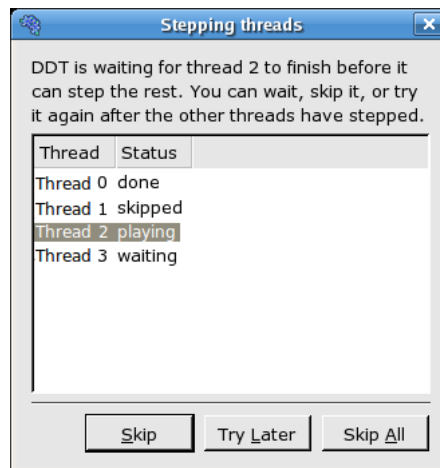 Stepping threads
DDT is waiting for thread 2 to finish before it
can step the rest. You can wait, skip it, or try
it again after the other threads have stepped.
Thread Status
Thread 0 done
Thread 1 skipped
Thread 2 playing
Thread 3 waiting
Skip Try Later Skip All